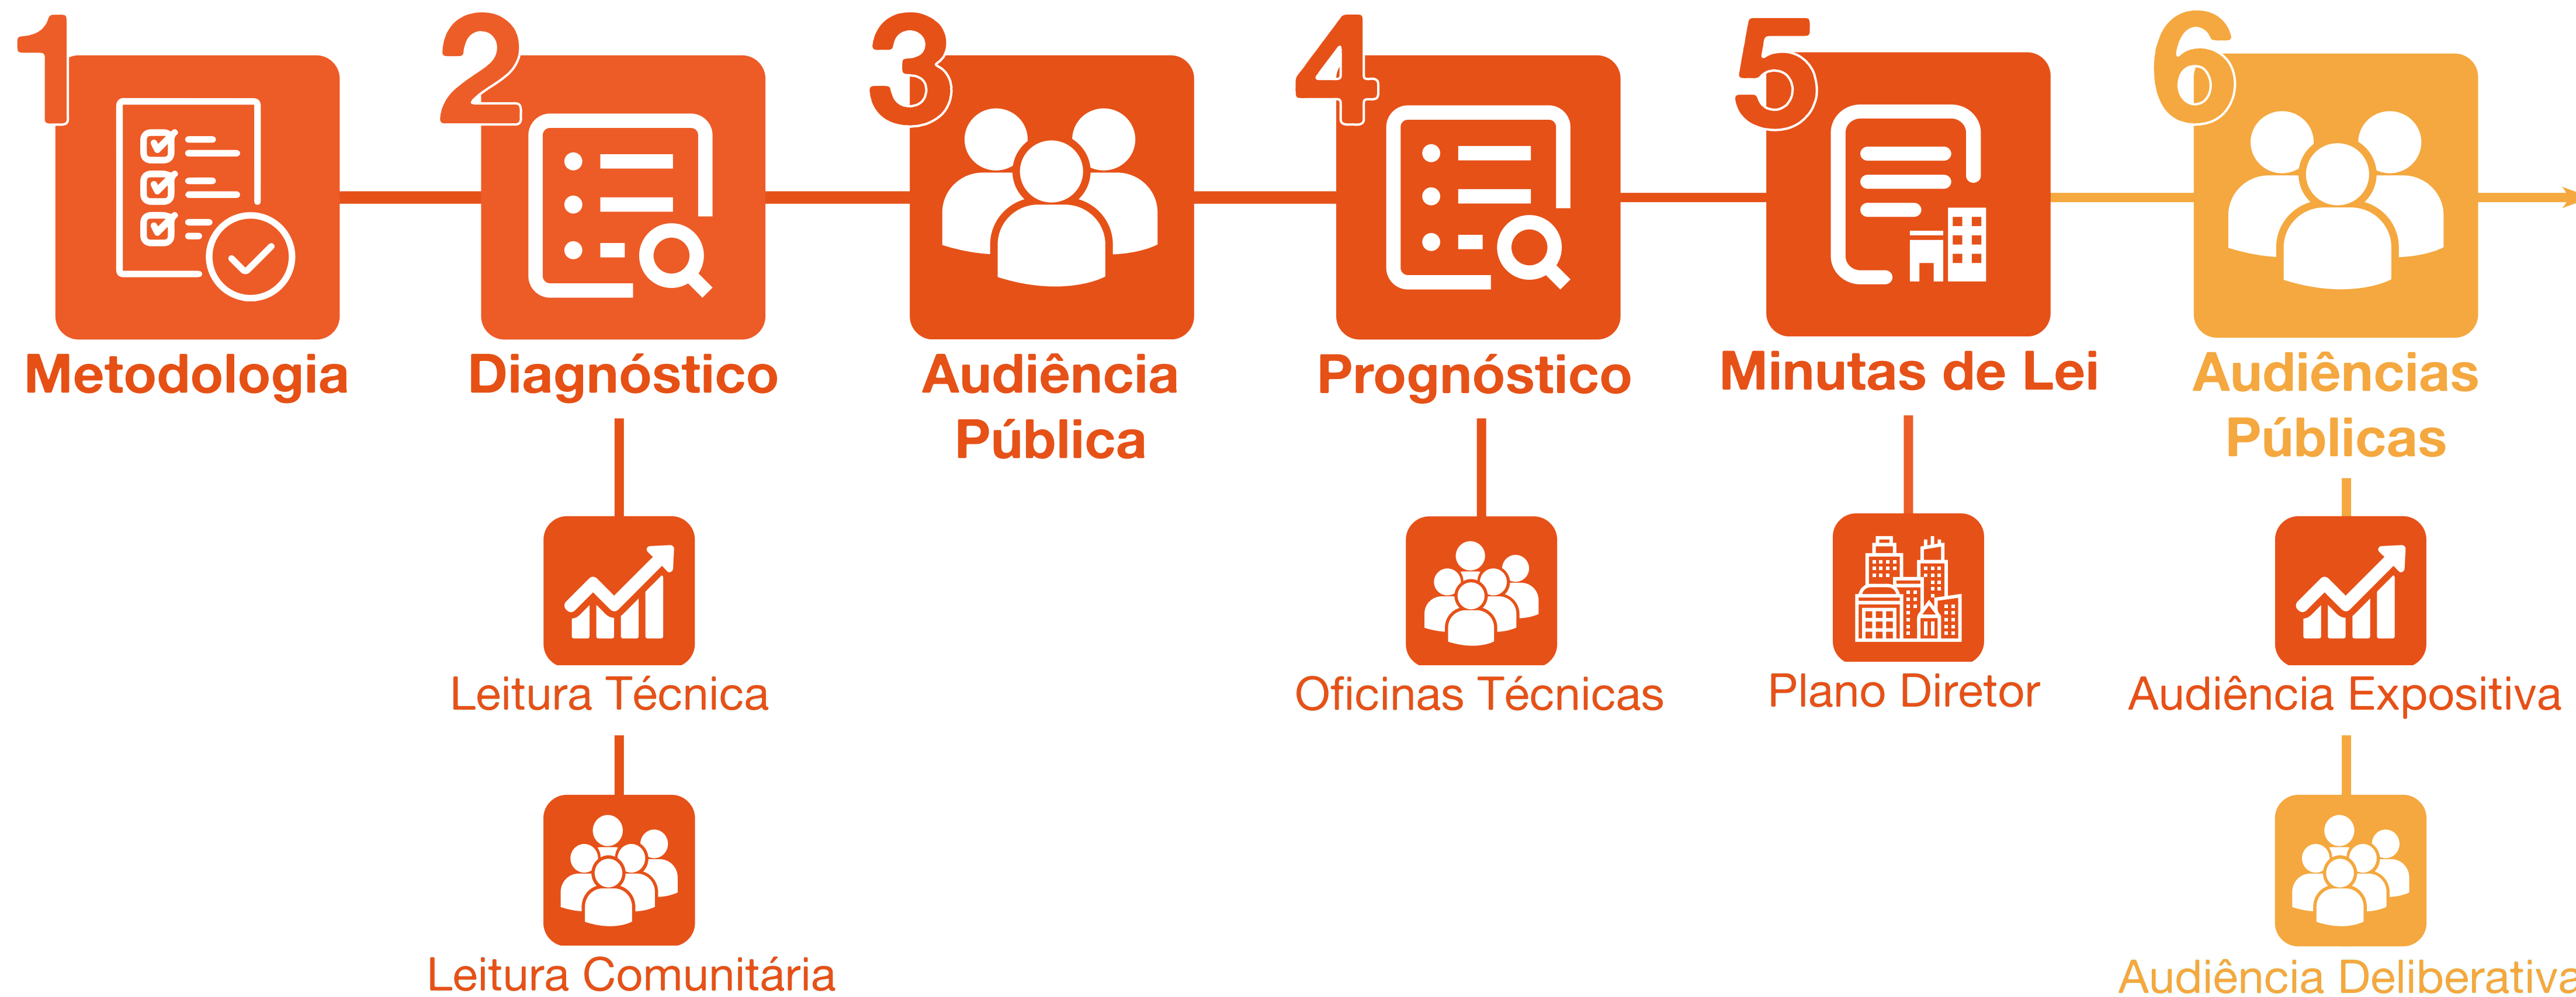 1
Metodologia
2
Diagnóstico
Leitura Técnica
Leitura Comunitária
3
Audiência
Pública
4
Prognóstico
Oficinas Técnicas
5
Minutas de Lei
Plano Diretor
6
Audiências
Públicas
Audiência Expositiva
Audiência Deliberativa